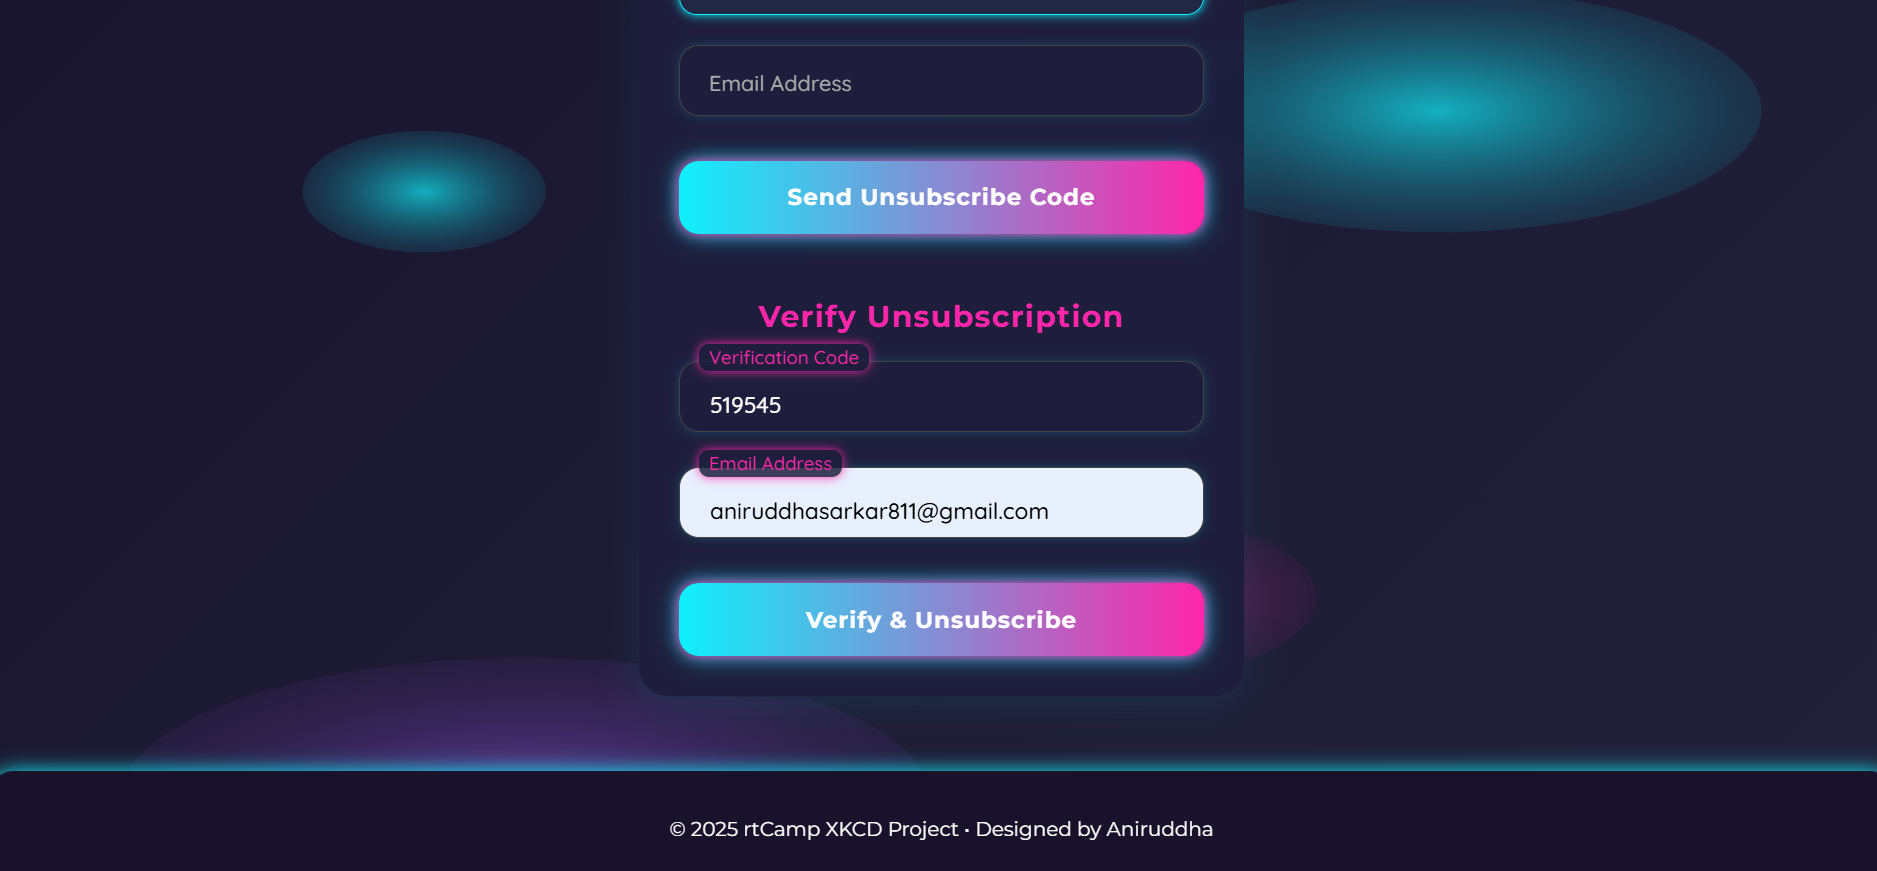 Email Address
Send Unsubscribe Code
Verify Unsubscription
Verification Code
519545
Email Address
aniruddhasarkar811@gmail.com
Verify & Unsubscribe
© 2025 rtCamp XKCD Project • Designed by Aniruddha